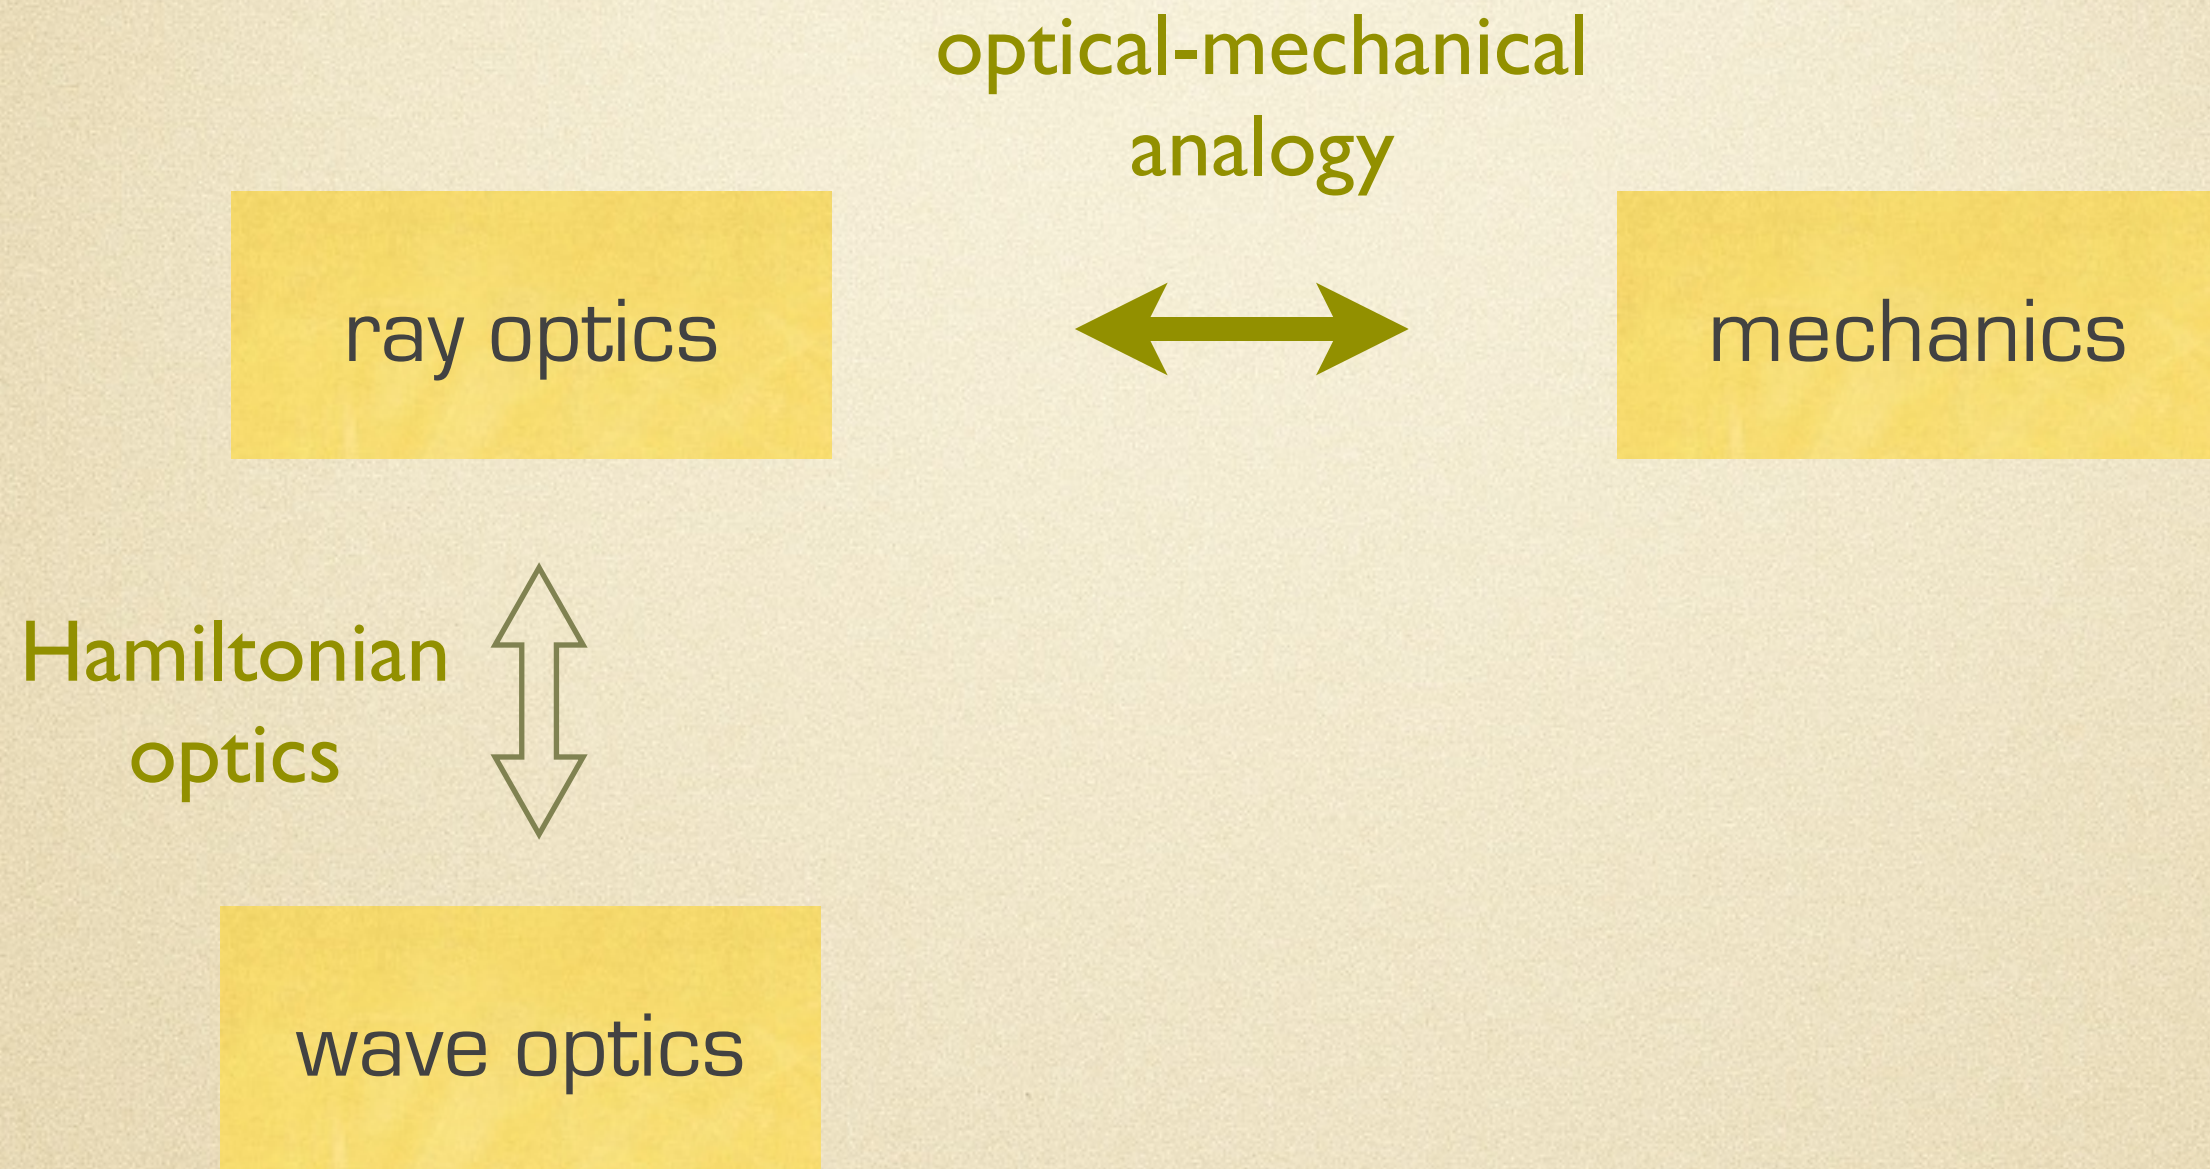 optical-mechanical
analogy
ray optics
mechanics
Hamiltonian
optics
wave optics